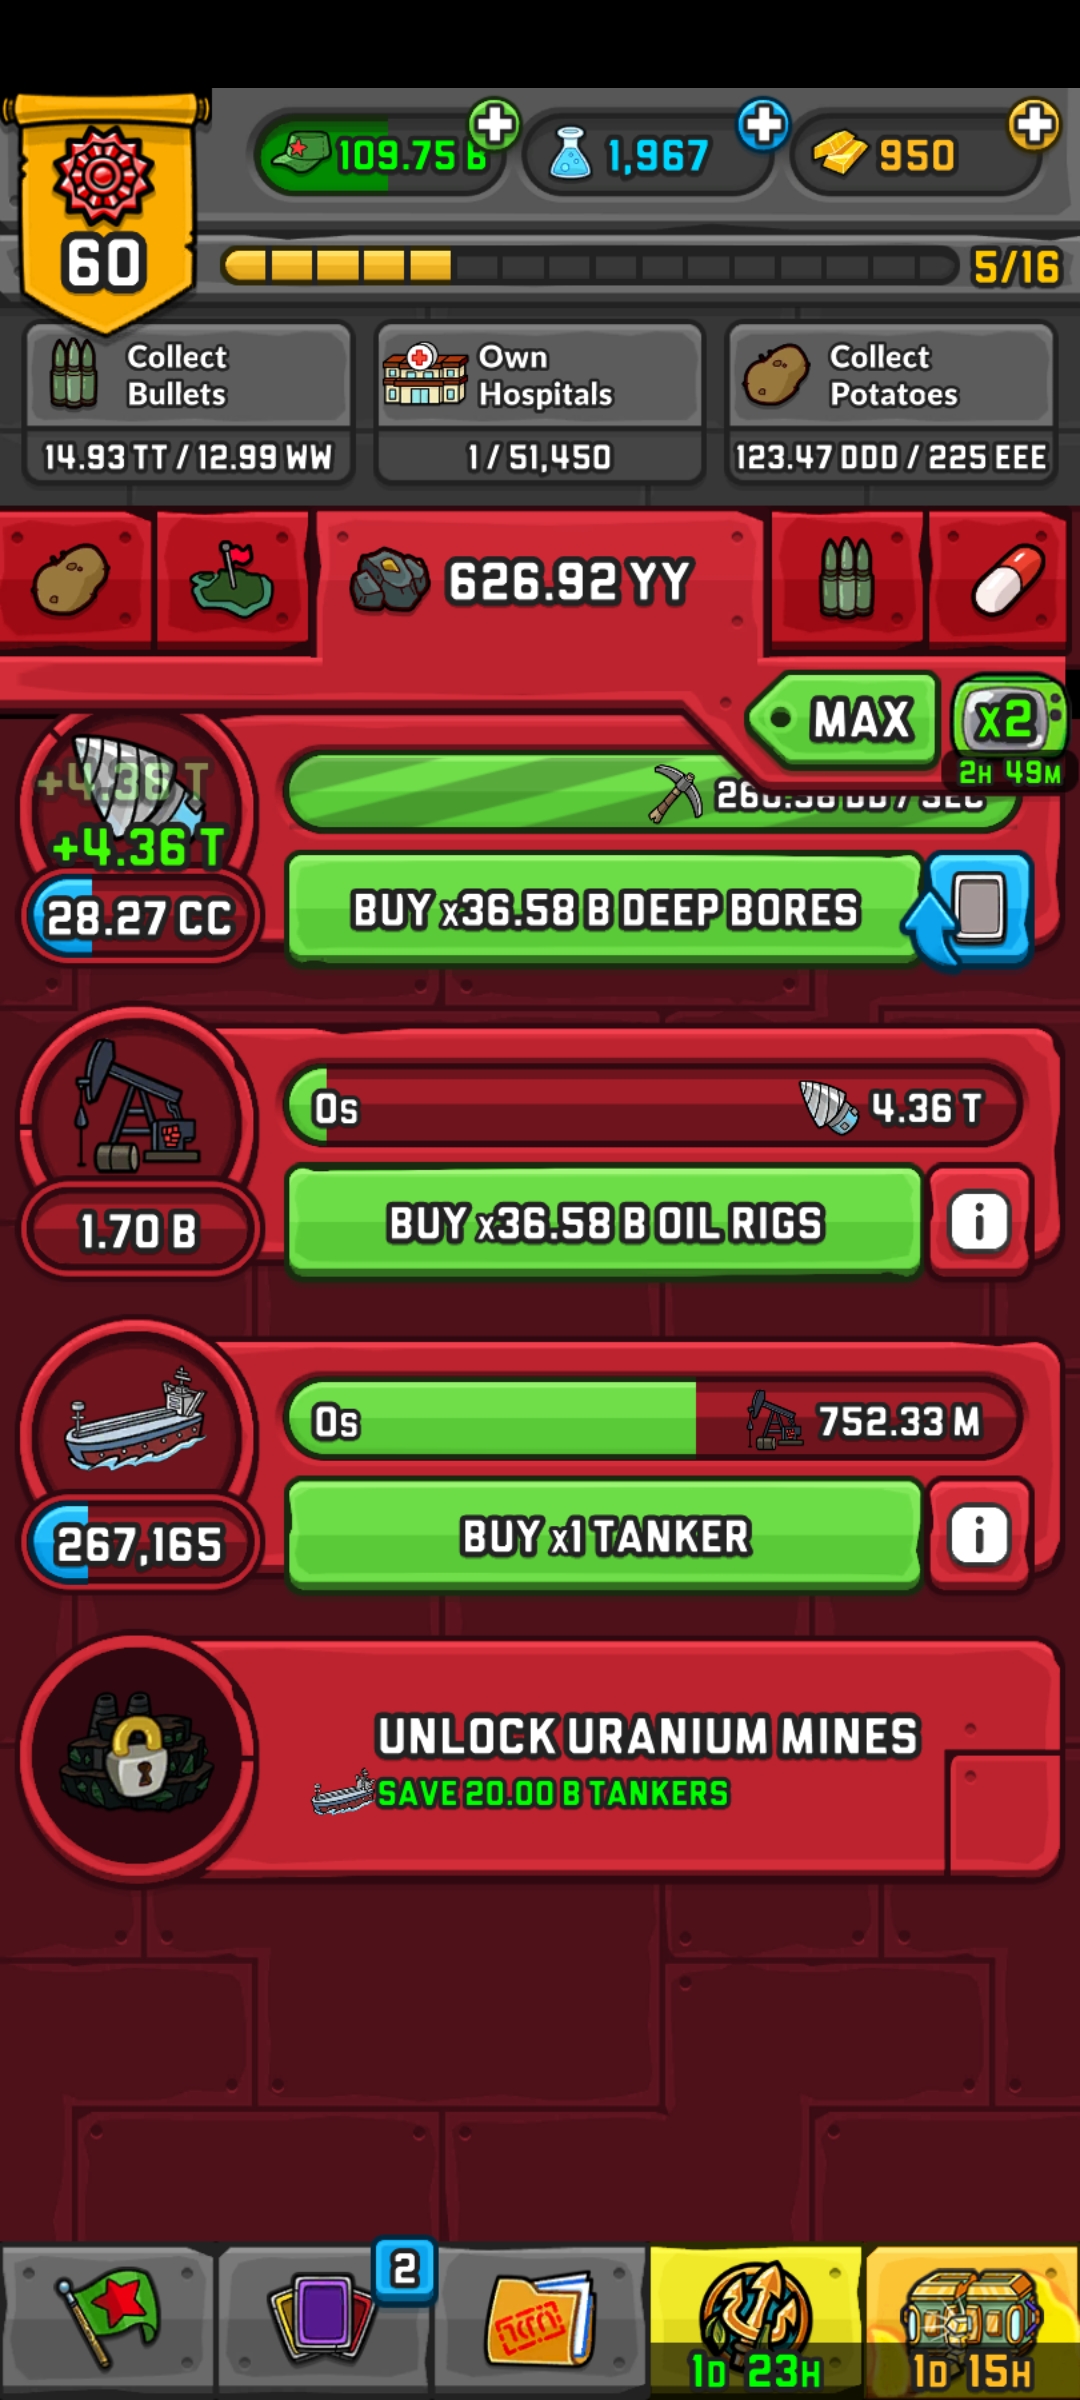 109.75 B
1,967
950
60
5/16
Collect
Bullets
Own
Hospitals
Collect
Potatoes
14.93 TT / 12.99 WW
1 / 51,450
123.47 DDD / 225 EEE
626.92 YY
MAX
x2
2H 49M
+4.36 T
+4.36 T
28.27 CC
BUY x36.58 B DEEP BORES
0s
4.36 T
1.70 B
BUY x36.58 B OIL RIGS
i
0s
752.33 M
267,165
BUY x1 TANKER
i
UNLOCK URANIUM MINES
SAVE 20.00 B TANKERS
2
1D 23H
1D 15H